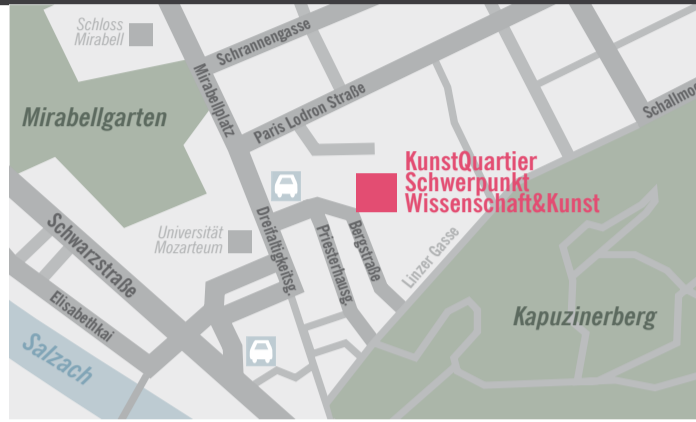 Schloss
Mirabell
Schrannengasse
Mirabellplatz
Mirabellgarten
Paris Lodron Straße
KunstQuartier
Schwerpunkt
Wissenschaft&Kunst
Universität
Mozarteum
Dreifaltigkeitsg.
Priesterhausg.
Bergstraße
Linzer Gasse
Schwarzstraße
Elisabethkai
Salzach
Kapuzinerberg